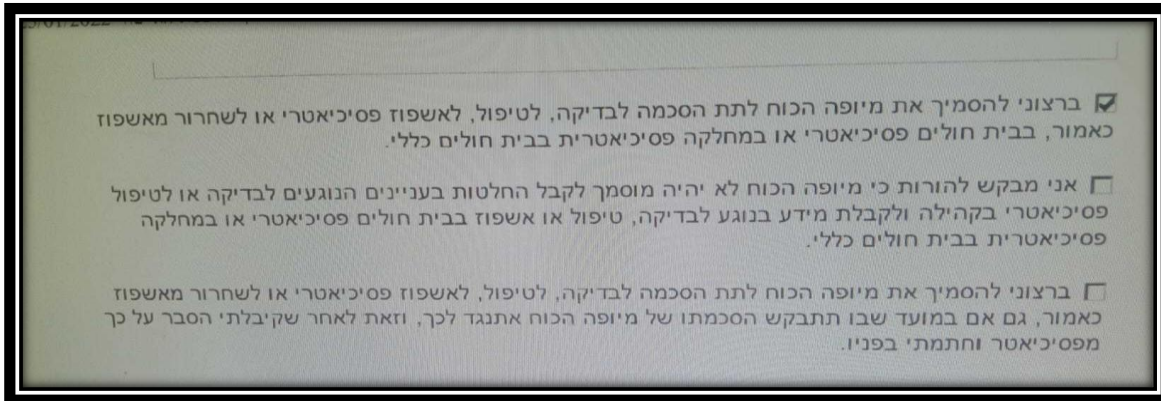 ברצוני להסמיך את מיופה הכוח לתת הסכמה לבדיקה, לטיפול, לאשפוז פסיכיאטרי או לשחרור מאשפוז
כאמור, בבית חולים פסיכיאטרי או במחלקה פסיכיאטרית בבית חולים כללי.
אני מבקש להורות כי מיופה הכוח לא יהיה מוסמך לקבל החלטות בעניינים הנוגעים לבדיקה או לטיפול
פסיכיאטרי בקהילה ולקבלת מידע בנוגע לבדיקה, טיפול או אשפוז בבית חולים פסיכיאטרי או במחלקה
פסיכיאטרית בבית חולים כללי.
ברצוני להסמיך את מיופה הכוח לתת הסכמה לבדיקה, לטיפול, לאשפוז פסיכיאטרי או לשחרור מאשפוז
כאמור, גם אם במועד שבו תתבקש הסכמתו של מיופה הכוח אתנגד לכך, וזאת לאחר שקיבלתי הסבר על כך
מפסיכיאטר וחתמתי בפניו.